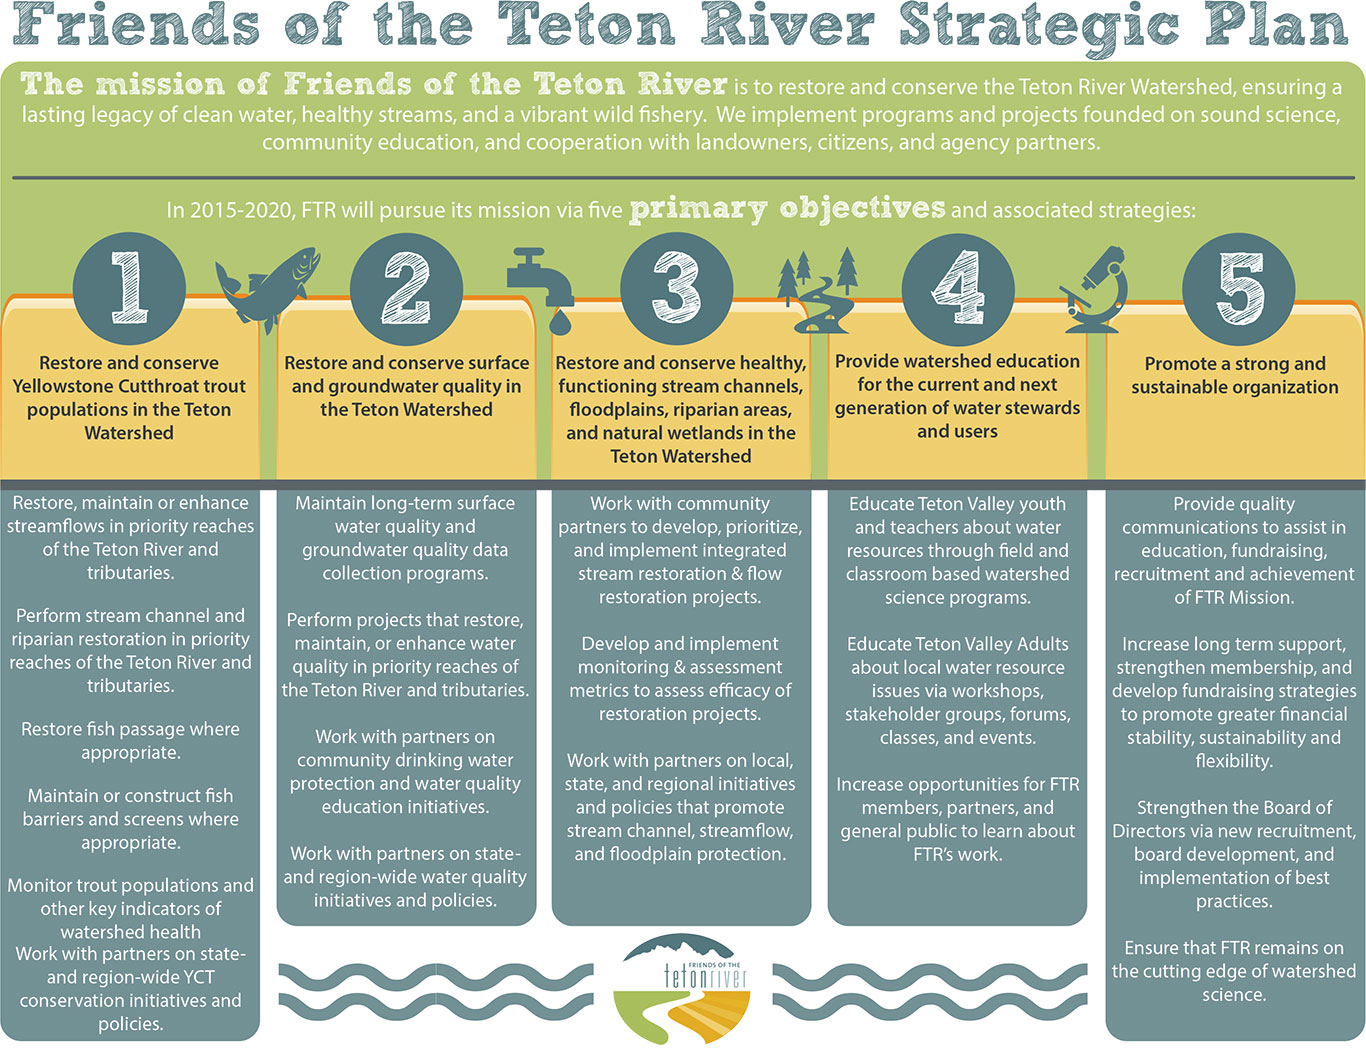 Friends of the Teton River Strategic Plan
The mission of Friends of the Teton River is to restore and conserve the Teton River Watershed, ensuring a
lasting legacy of clean water, healthy streams, and a vibrant wild fishery. We implement programs and projects founded on sound science,
community education, and cooperation with landowners, citizens, and agency partners.
In 2015-2020, FTR will pursue its mission via five primary objectives and associated strategies:
1
Restore and conserve
Yellowstone Cutthroat trout
populations in the Teton
Watershed
Restore, maintain or enhance
streamflows in priority reaches
of the Teton River and
tributaries.
Perform stream channel and
riparian restoration in priority
reaches of the Teton River and
tributaries.
Restore fish passage where
appropriate.
Maintain or construct fish
barriers and screens where
appropriate.
Monitor trout populations and
other key indicators of
watershed health
Work with partners on state-
and region-wide YCT
conservation initiatives and
policies.
2
Restore and conserve surface
and groundwater quality in
the Teton Watershed
Maintain long-term surface
water quality and
groundwater quality data
collection programs.
Perform projects that restore,
maintain, or enhance water
quality in priority reaches of
the Teton River and tributaries.
Work with partners on
community drinking water
protection and water quality
education initiatives.
Work with partners on state-
and region-wide water quality
initiatives and policies.
3
Restore and conserve healthy,
functioning stream channels,
floodplains, riparian areas,
and natural wetlands in the
Teton Watershed
Work with community
partners to develop, prioritize,
and implement integrated
stream restoration & flow
restoration projects.
Develop and implement
monitoring & assessment
metrics to assess efficacy of
restoration projects.
Work with partners on local,
state, and regional initiatives
and policies that promote
stream channel, streamflow,
and floodplain protection.
4
Provide watershed education
for the current and next
generation of water stewards
and users
Educate Teton Valley youth
and teachers about water
resources through field and
classroom based watershed
science programs.
Educate Teton Valley Adults
about local water resource
issues via workshops,
stakeholder groups, forums,
classes, and events.
Increase opportunities for FTR
members, partners, and
general public to learn about
FTR's work.
5
Promote a strong and
sustainable organization
Provide quality
communications to assist in
education, fundraising,
recruitment and achievement
of FTR Mission.
Increase long term support,
strengthen membership, and
develop fundraising strategies
to promote greater financial
stability, sustainability and
flexibility.
Strengthen the Board of
Directors via new recruitment,
board development, and
implementation of best
practices.
Ensure that FTR remains on
the cutting edge of watershed
science.
FRIENDS OF THE
tetonriver